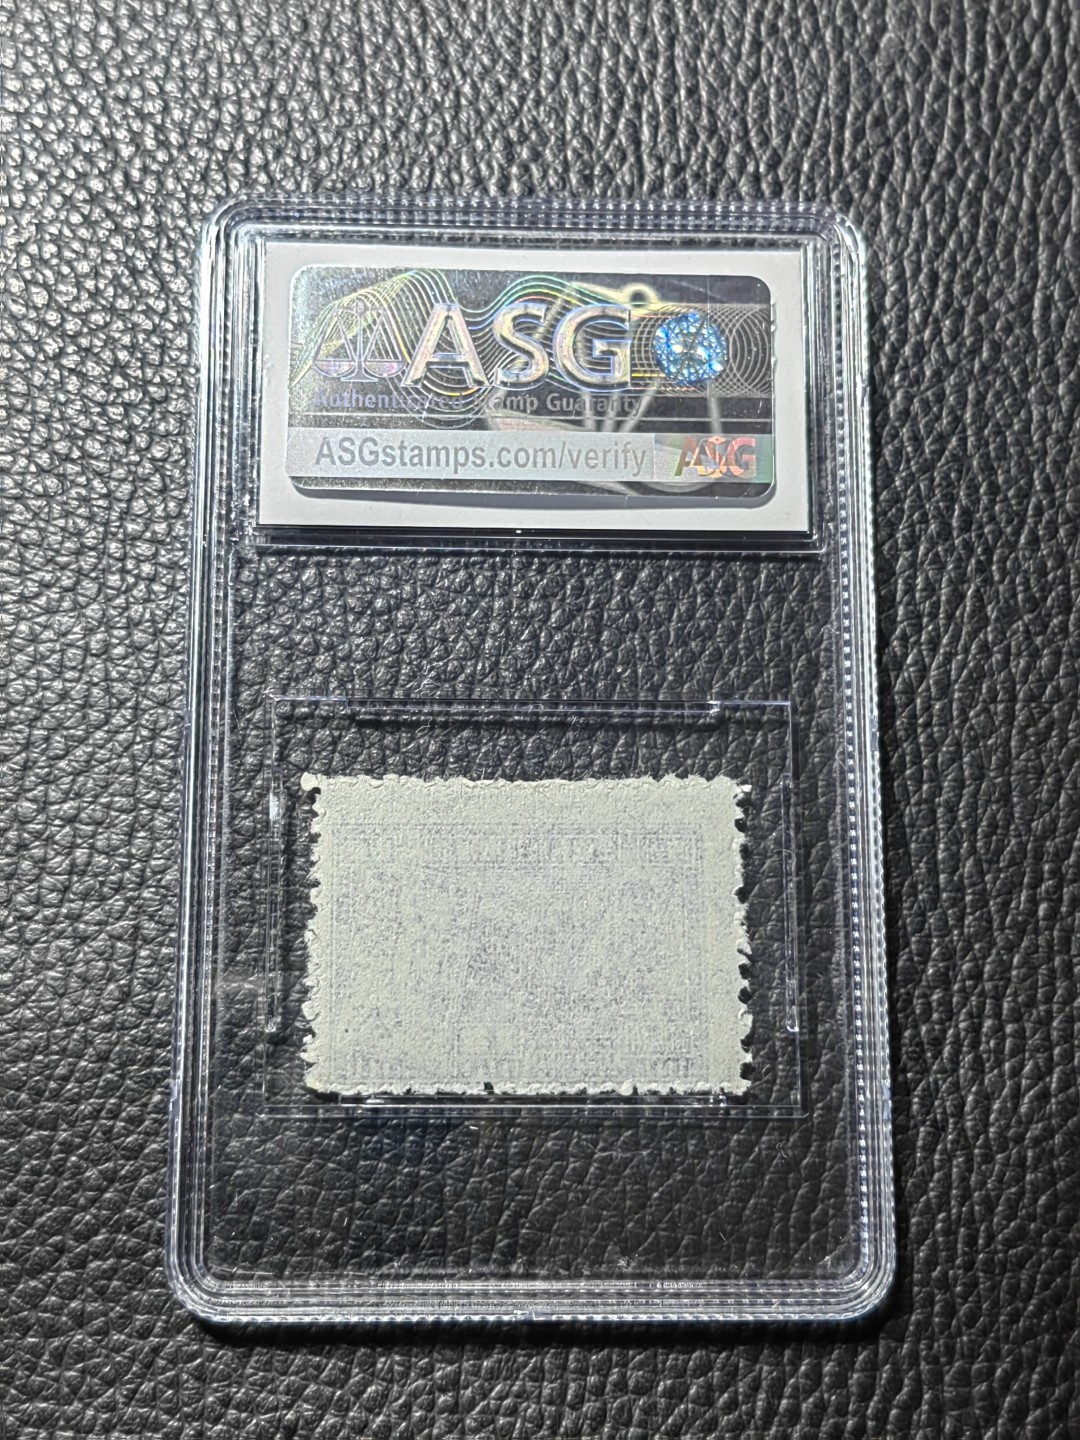 ASG
Authenticated Stamp Guaranty
ASGstamps.com/verify ASG